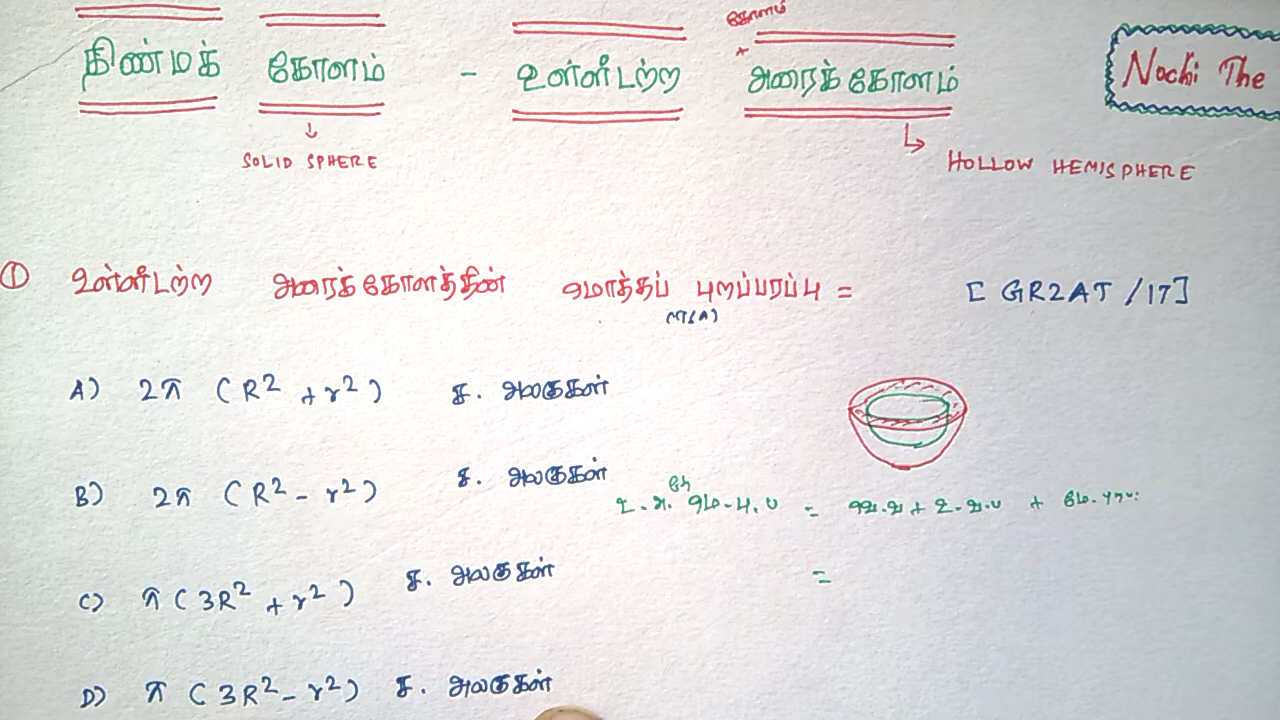 கோளம்
திண்மக் கோளம் - உள்ளீடற்ற + அரைக்கோளம்
Nochi The
SOLID SPHERE
HOLLOW HEMISPHERE
① உள்ளீடற்ற அரைக்கோளத்தின் மொத்தப் புறப்பரப்பு = [GR2AT/17]
(TSA)
A) 2π (R² + r²) ச. அலகுகள்
B) 2π (R² - r²) ச. அலகுகள்
உ. அ. கோ மொ. பு. ப = வெ.வ + உ.வ.ப +
C) π (3R² + r²) ச. அலகுகள்
=
D) π (3R² - r²) ச. அலகுகள்